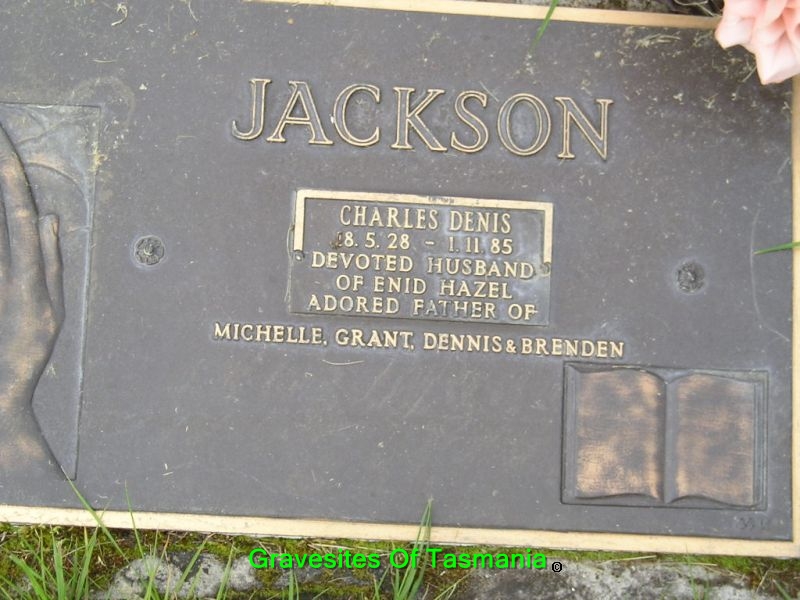 JACKSON
CHARLES DENIS
18. 5. 28 - 1. 11. 85
DEVOTED HUSBAND
OF ENID HAZEL
ADORED FATHER OF
MICHELLE, GRANT, DENNIS & BRENDEN
Gravesites Of Tasmania ©